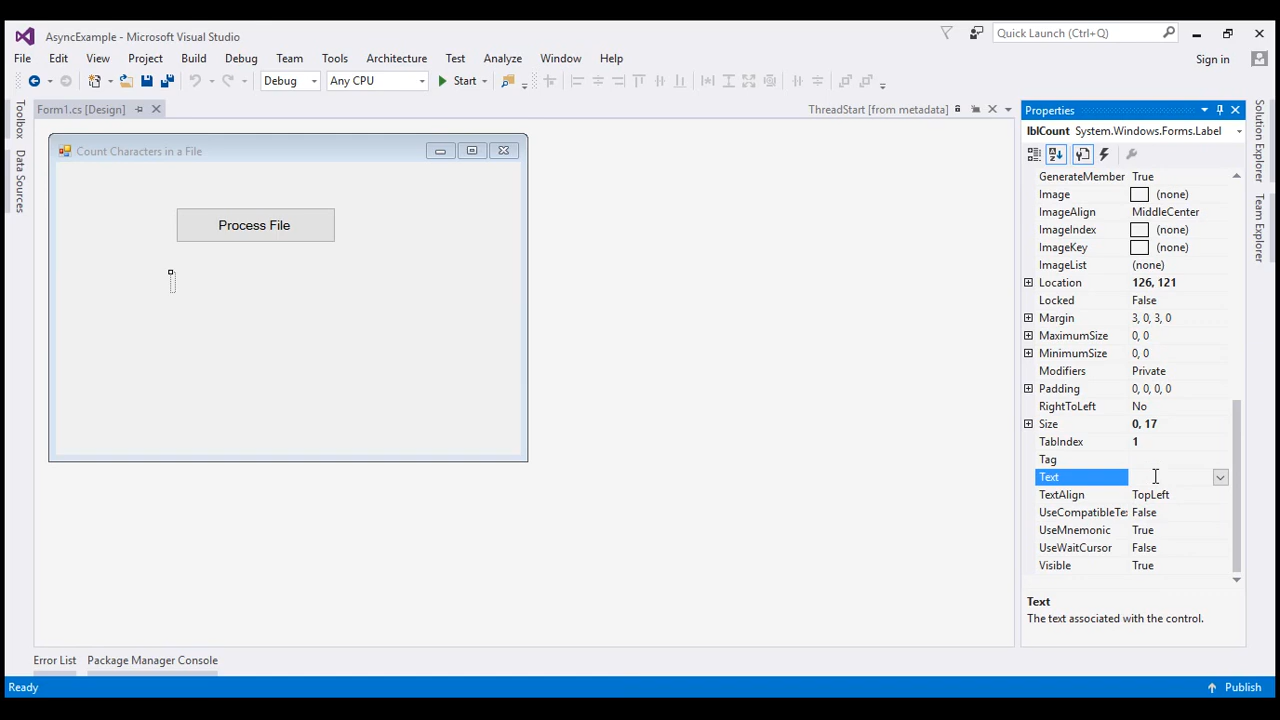 AsyncExample - Microsoft Visual Studio
Quick Launch (Ctrl+Q)
File Edit View Project Build Debug Team Tools Architecture Test Analyze Window Help
Sign in
Debug Any CPU Start
Toolbox
Data Sources
Form1.cs [Design]
ThreadStart [from metadata]
Count Characters in a File
Process File
Properties
lblCount System.Windows.Forms.Label
GenerateMember True
Image (none)
ImageAlign MiddleCenter
ImageIndex (none)
ImageKey (none)
ImageList (none)
Location 126, 121
Locked False
Margin 3, 0, 3, 0
MaximumSize 0, 0
MinimumSize 0, 0
Modifiers Private
Padding 0, 0, 0, 0
RightToLeft No
Size 0, 17
TabIndex 1
Tag
Text
TextAlign TopLeft
UseCompatibleTe: False
UseMnemonic True
UseWaitCursor False
Visible True
Text
The text associated with the control.
Solution Explorer
Team Explorer
Error List Package Manager Console
Ready
Publish